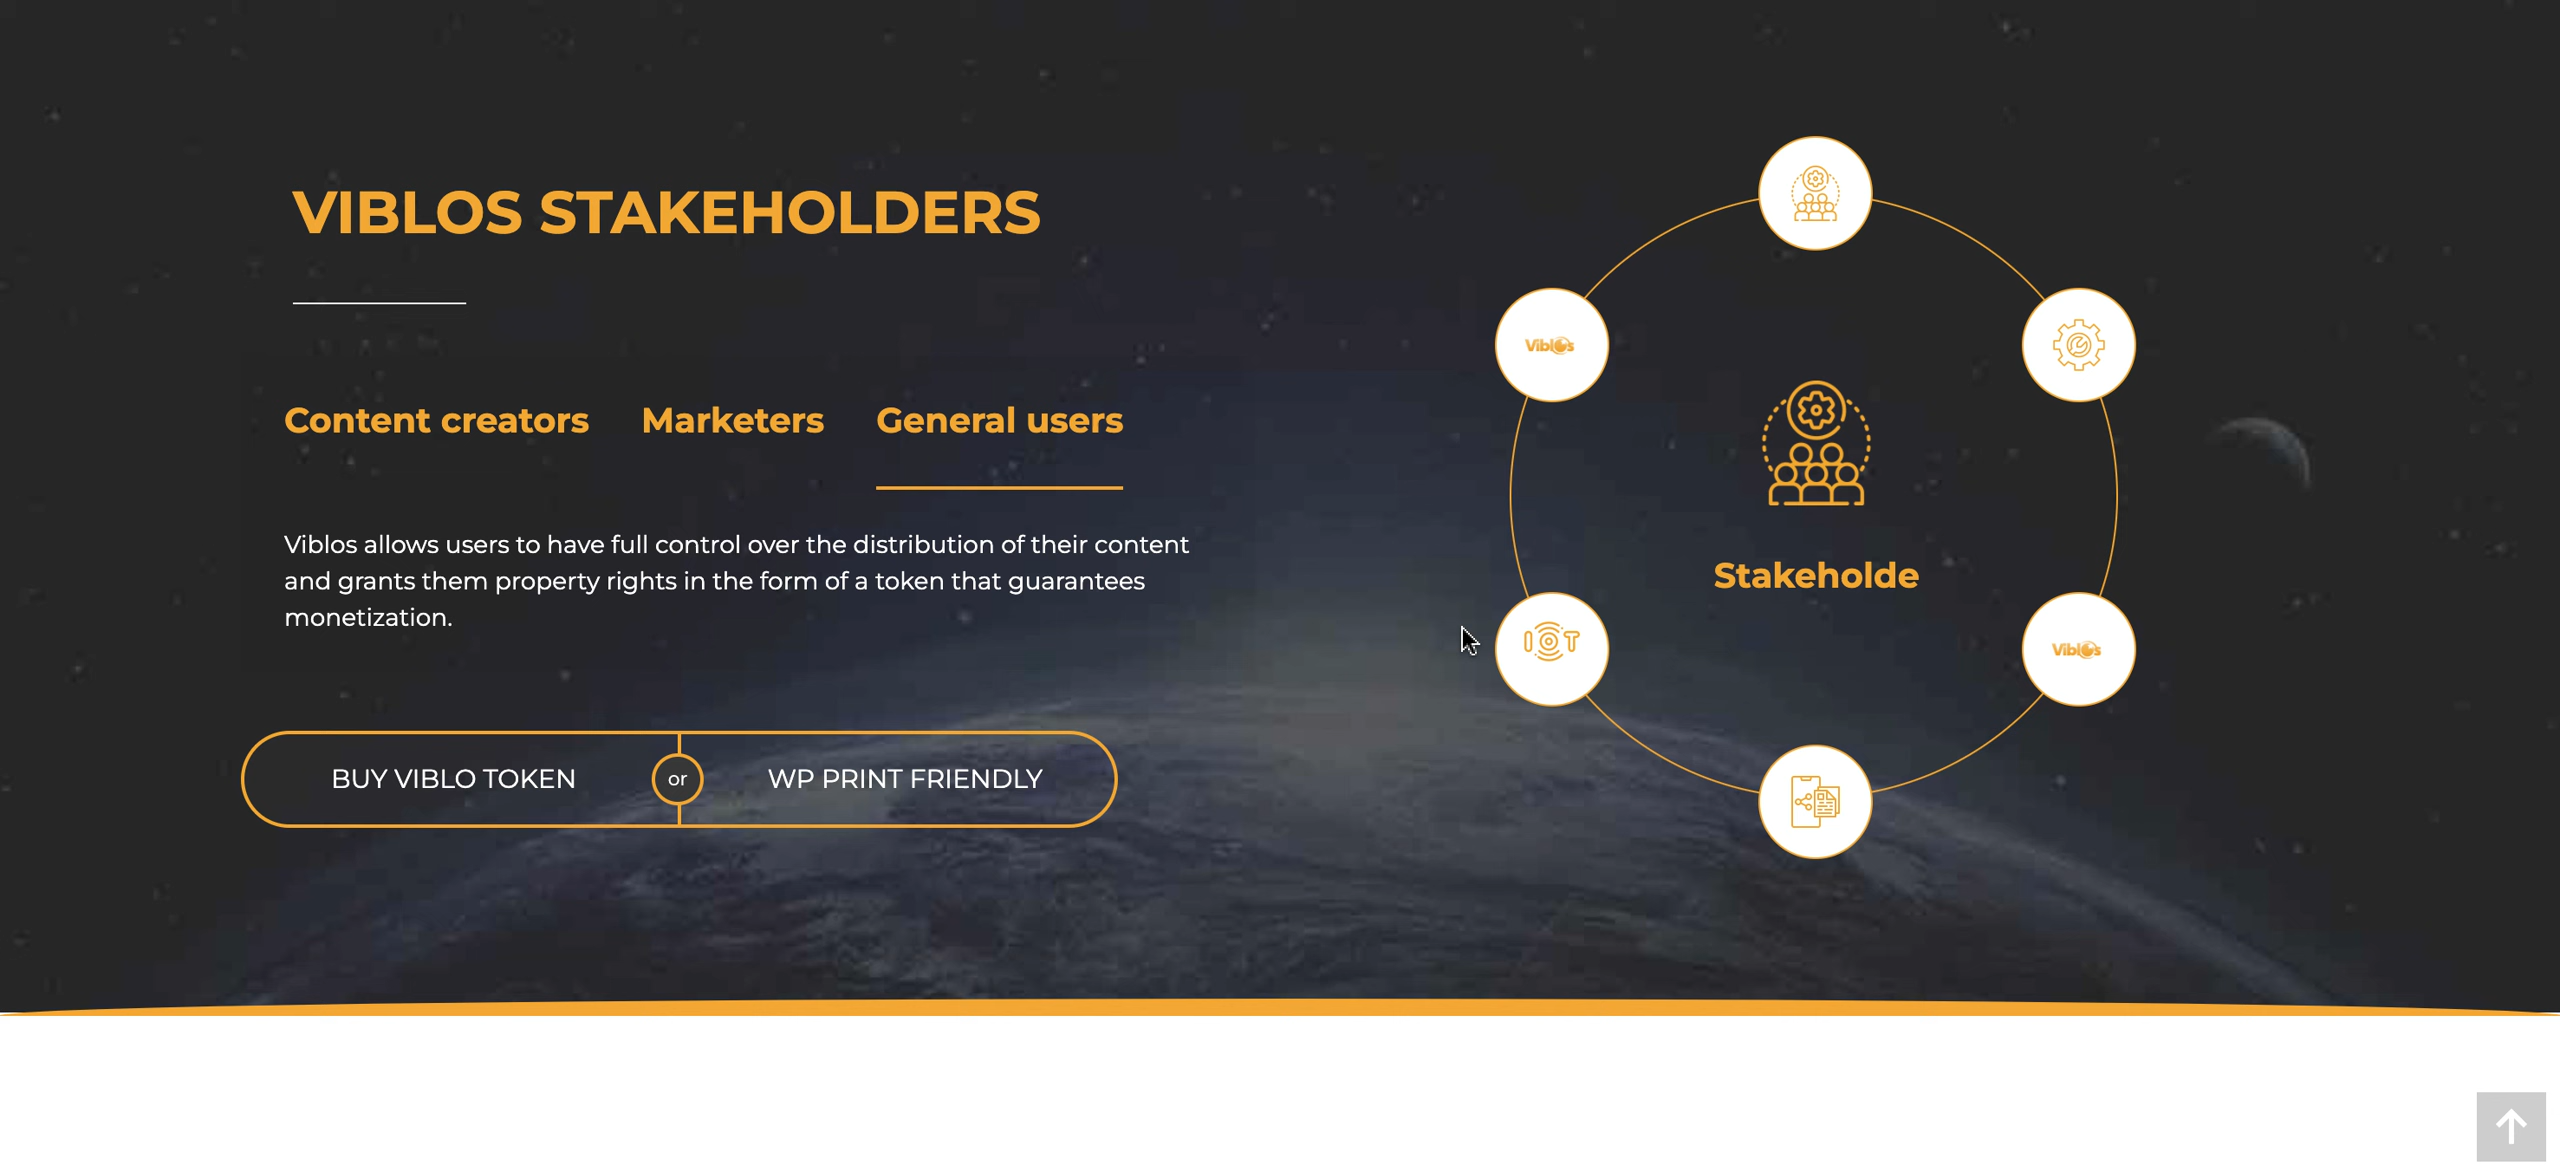 VIBLOS STAKEHOLDERS
Content creators Marketers General users
Viblos allows users to have full control over the distribution of their content
and grants them property rights in the form of a token that guarantees
monetization.
BUY VIBLO TOKEN or WP PRINT FRIENDLY
Viblos
Stakeholde
IOT
Viblos